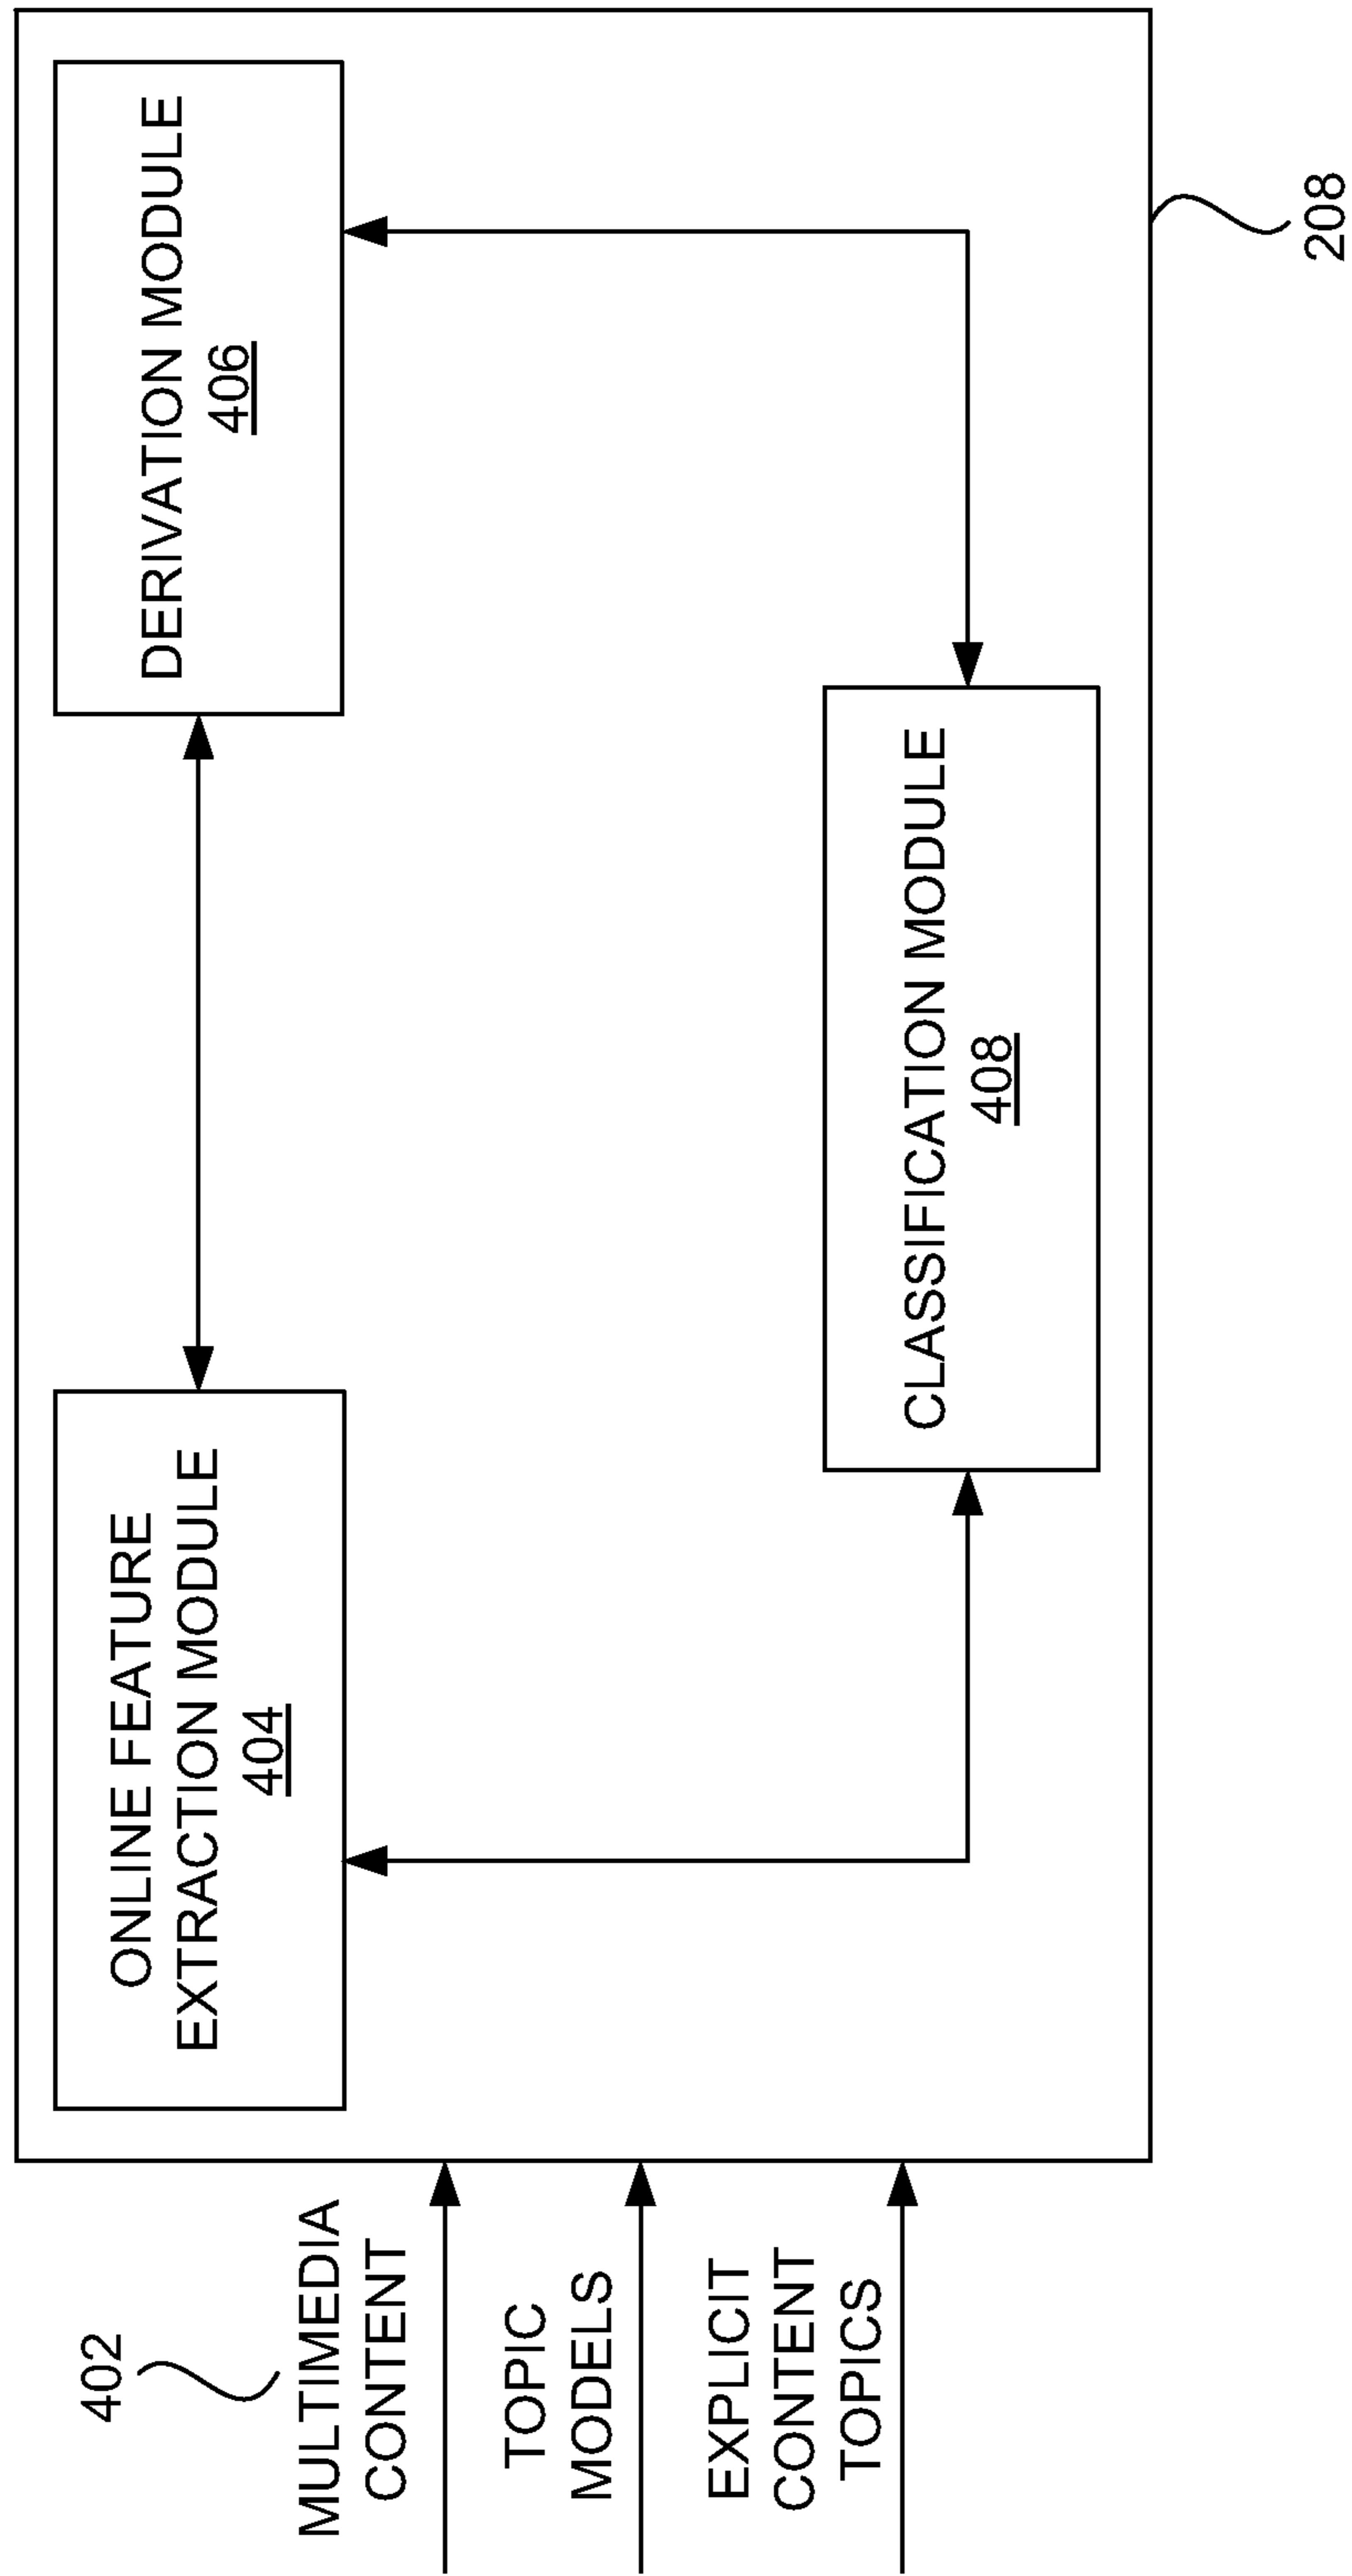 402
MULTIMEDIA
CONTENT
TOPIC
MODELS
EXPLICIT
CONTENT
TOPICS
ONLINE FEATURE
EXTRACTION MODULE
404
DERIVATION MODULE
406
CLASSIFICATION MODULE
408
208